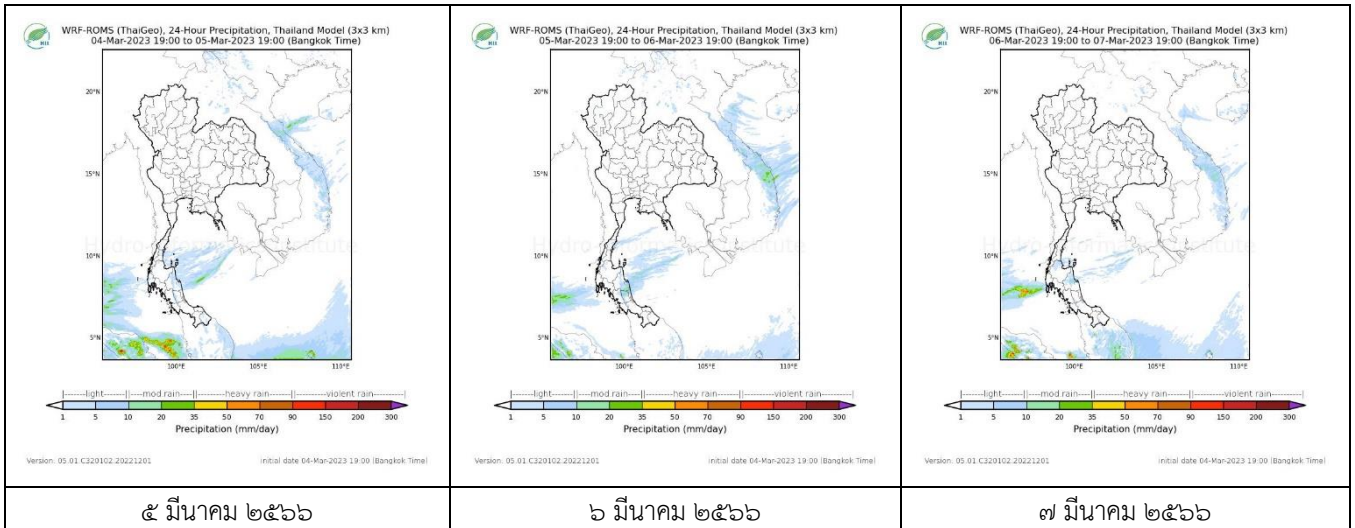 WRF-ROMS (ThaiGeo), 24-Hour Precipitation, Thailand Model (3x3 km)
04-Mar-2023 19:00 to 05-Mar-2023 19:00 (Bangkok Time)
HII
20°N
15°N
10°N
5°N
100°E 105°E 110°E
light mod rain heavy rain violent rain
1 5 10 20 35 50 70 90 150 200 300
Precipitation (mm/day)
Version: 05.01.C320102.20221201 initial date 04-Mar-2023 19:00 (Bangkok Time)
๕ มีนาคม ๒๕๖๖
WRF-ROMS (ThaiGeo), 24-Hour Precipitation, Thailand Model (3x3 km)
05-Mar-2023 19:00 to 06-Mar-2023 19:00 (Bangkok Time)
HII
20°N
15°N
10°N
5°N
100°E 105°E 110°E
light mod rain heavy rain violent rain
1 5 10 20 35 50 70 90 150 200 300
Precipitation (mm/day)
Version: 05.01.C320102.20221201 initial date 04-Mar-2023 19:00 (Bangkok Time)
๖ มีนาคม ๒๕๖๖
WRF-ROMS (ThaiGeo), 24-Hour Precipitation, Thailand Model (3x3 km)
06-Mar-2023 19:00 to 07-Mar-2023 19:00 (Bangkok Time)
HII
20°N
15°N
10°N
5°N
100°E 105°E 110°E
light mod rain heavy rain violent rain
1 5 10 20 35 50 70 90 150 200 300
Precipitation (mm/day)
Version: 05.01.C320102.20221201 initial date 04-Mar-2023 19:00 (Bangkok Time)
๗ มีนาคม ๒๕๖๖